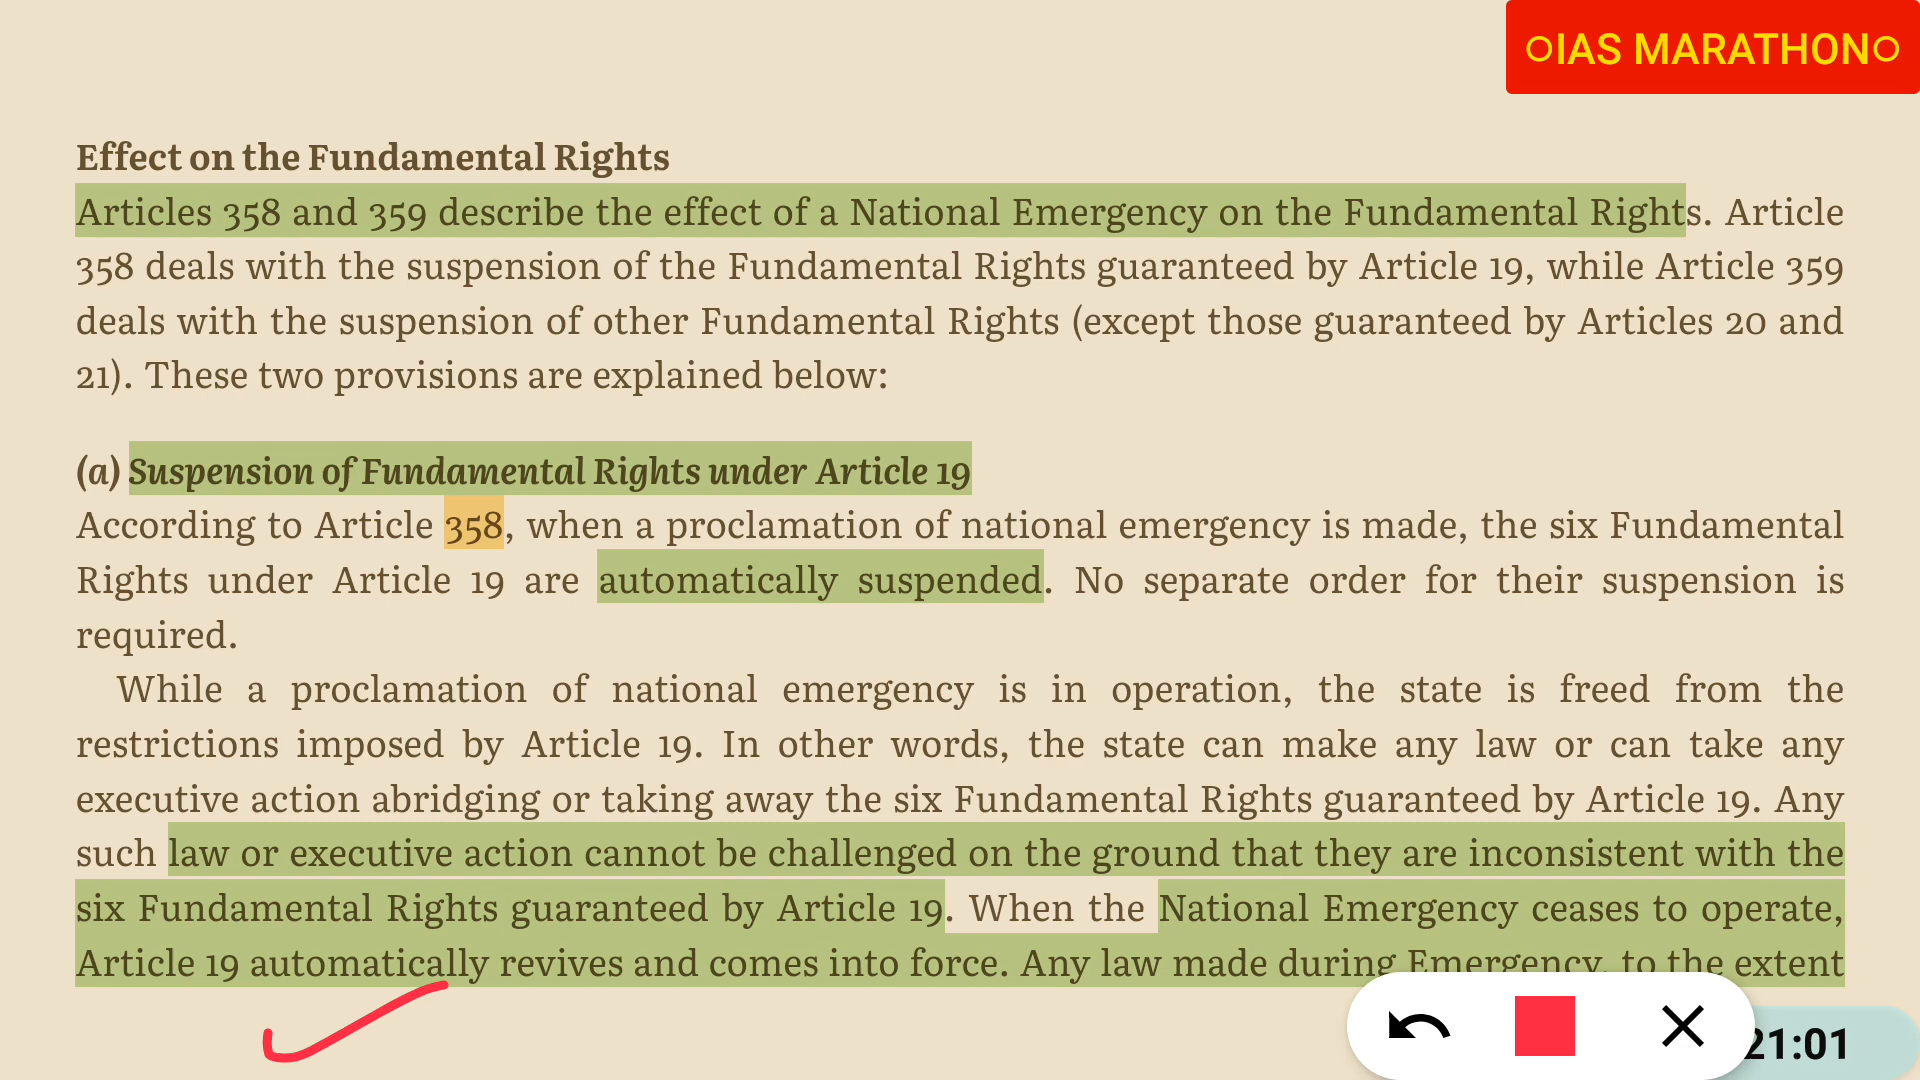 ○IAS MARATHON○
Effect on the Fundamental Rights
Articles 358 and 359 describe the effect of a National Emergency on the Fundamental Rights. Article
358 deals with the suspension of the Fundamental Rights guaranteed by Article 19, while Article 359
deals with the suspension of other Fundamental Rights (except those guaranteed by Articles 20 and
21). These two provisions are explained below:
(a) Suspension of Fundamental Rights under Article 19
According to Article 358, when a proclamation of national emergency is made, the six Fundamental
Rights under Article 19 are automatically suspended. No separate order for their suspension is
required.
While a proclamation of national emergency is in operation, the state is freed from the
restrictions imposed by Article 19. In other words, the state can make any law or can take any
executive action abridging or taking away the six Fundamental Rights guaranteed by Article 19. Any
such law or executive action cannot be challenged on the ground that they are inconsistent with the
six Fundamental Rights guaranteed by Article 19. When the National Emergency ceases to operate,
Article 19 automatically revives and comes into force. Any law made during Emergency, to the extent
21:01